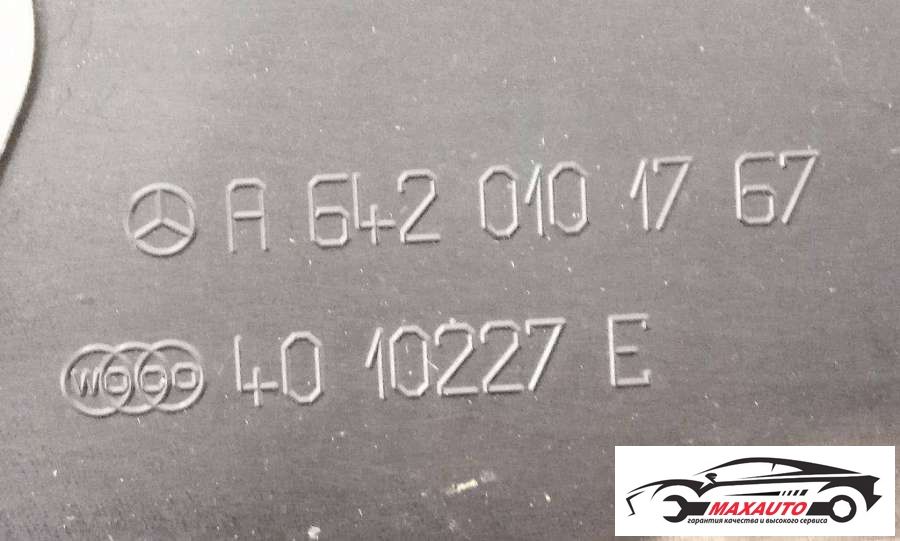 A 642 010 17 67
WOCO 40 10227 E
MAXAUTO
гарантия качества и высокого сервиса